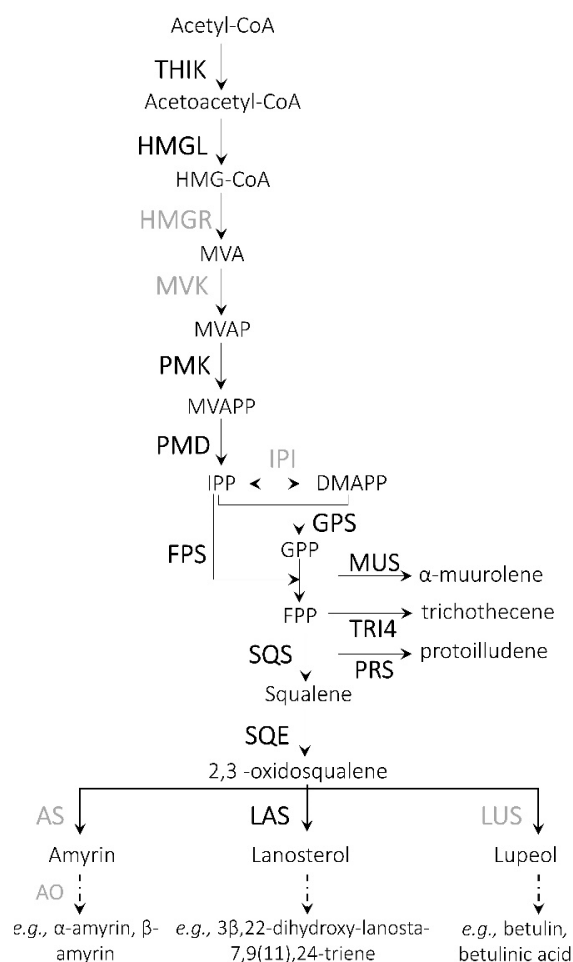 Acetyl-CoA
THIK
Acetoacetyl-CoA
HMGL
HMG-CoA
HMGR
MVA
MVK
MVAP
PMK
MVAPP
PMD
IPI
IPP
DMAPP
GPS
FPS
GPP
MUS
α-muurolene
FPP
trichothecene
TRI4
SQS
protoilludene
PRS
Squalene
SQE
2,3 -oxidosqualene
AS
LAS
LUS
Amyrin
Lanosterol
Lupeol
AO
e.g., α-amyrin, β-
amyrin
e.g., 3β,22-dihydroxy-lanosta-
7,9(11),24-triene
e.g., betulin,
betulinic acid